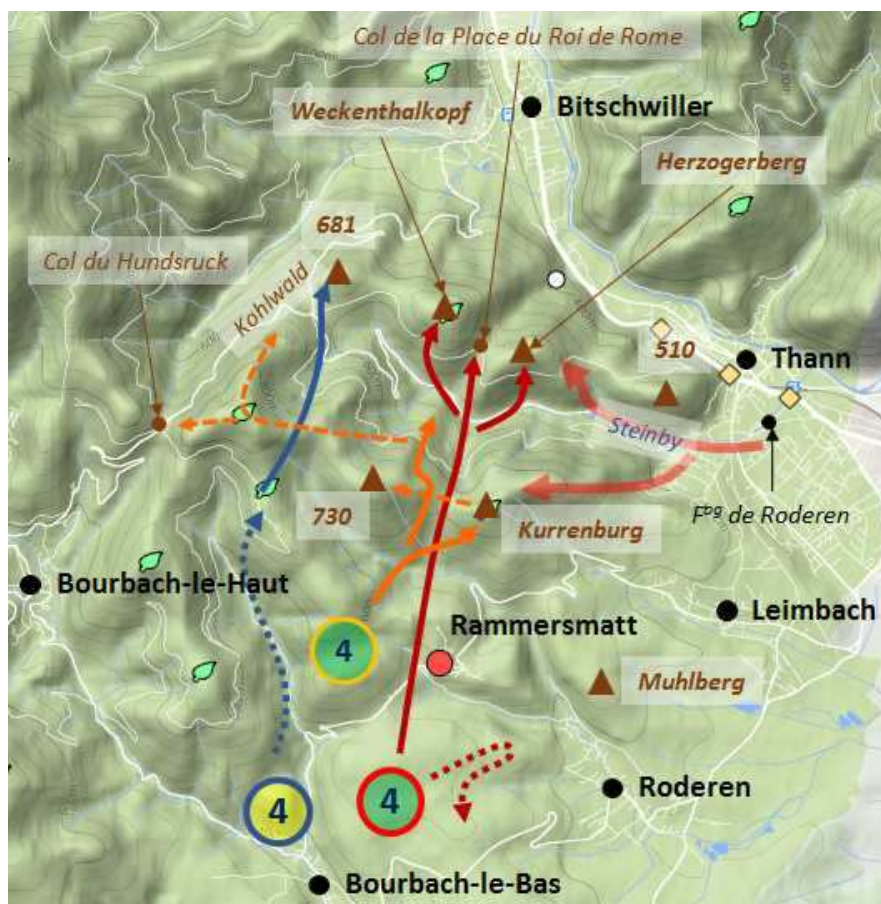 Col de la Place du Roi de Rome
Bitschwiller
Weckenthalkopf
Herzogerberg
681
Col du Hundsruck
Kohlwald
510
Thann
Steinby
730
Kurrenburg
Fbg de Roderen
Bourbach-le-Haut
Leimbach
Rammersmatt
4
Muhlberg
4
4
Roderen
Bourbach-le-Bas